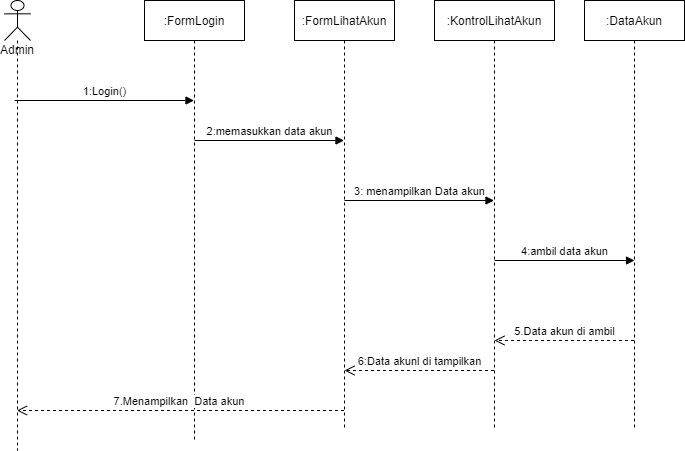 :FormLogin
:FormLihatAkun
:KontrolLihatAkun
:DataAkun
Admin
1:Login()
2:memasukkan data akun
3: menampilkan Data akun
4:ambil data akun
5.Data akun di ambil
6:Data akunl di tampilkan
7.Menampilkan Data akun